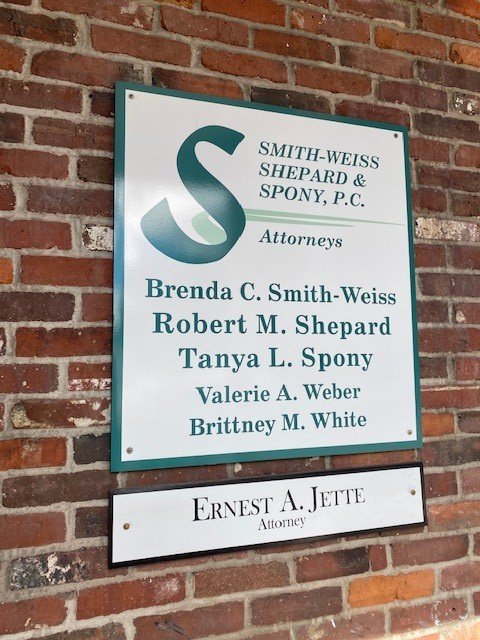 S
SMITH-WEISS
SHEPARD &
SPONY, P.C.
Attorneys
Brenda C. Smith-Weiss
Robert M. Shepard
Tanya L. Spony
Valerie A. Weber
Brittney M. White
ERNEST A. JETTE
Attorney